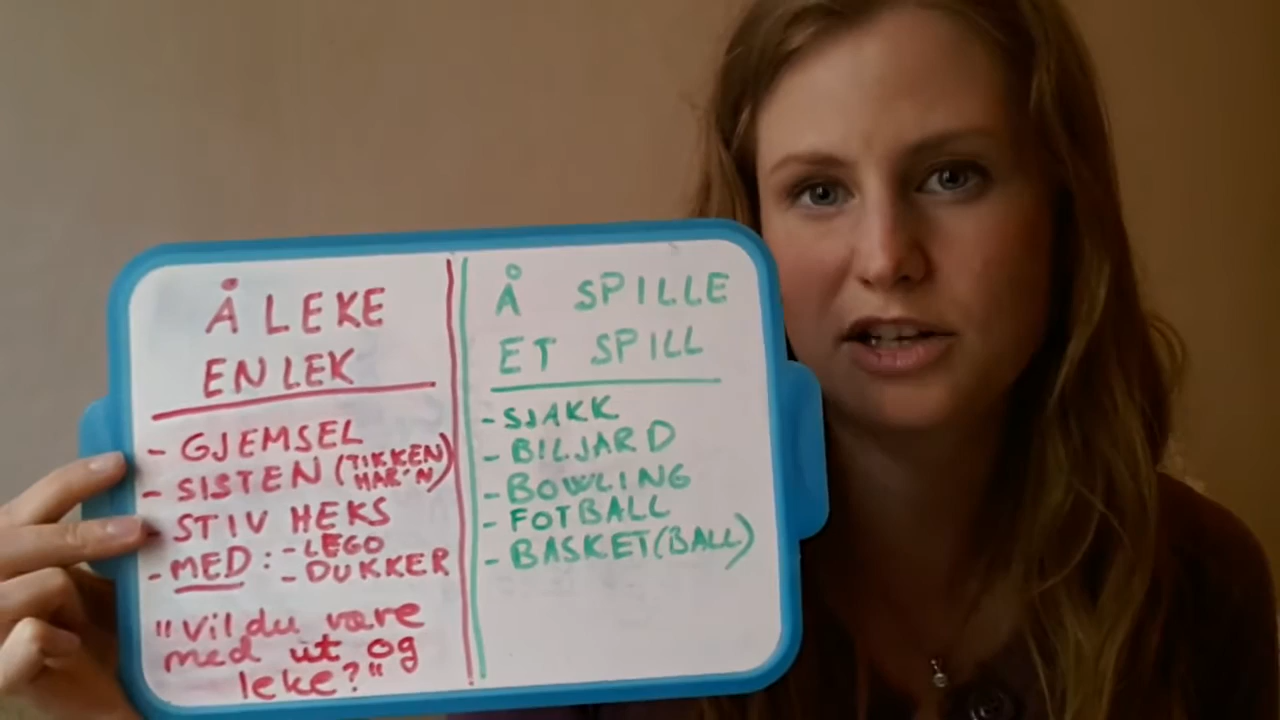 Å LEKE
EN LEK
- GJEMSEL
- SISTEN (TIKKEN)
HAR'N)
- STIV HEKS
- MED: - LEGO
- DUKKER
"Vil du være
med ut og
leke?"
Å SPILLE
ET SPILL
- SJAKK
- BILJARD
- BOWLING
- FOTBALL
- BASKET(BALL)